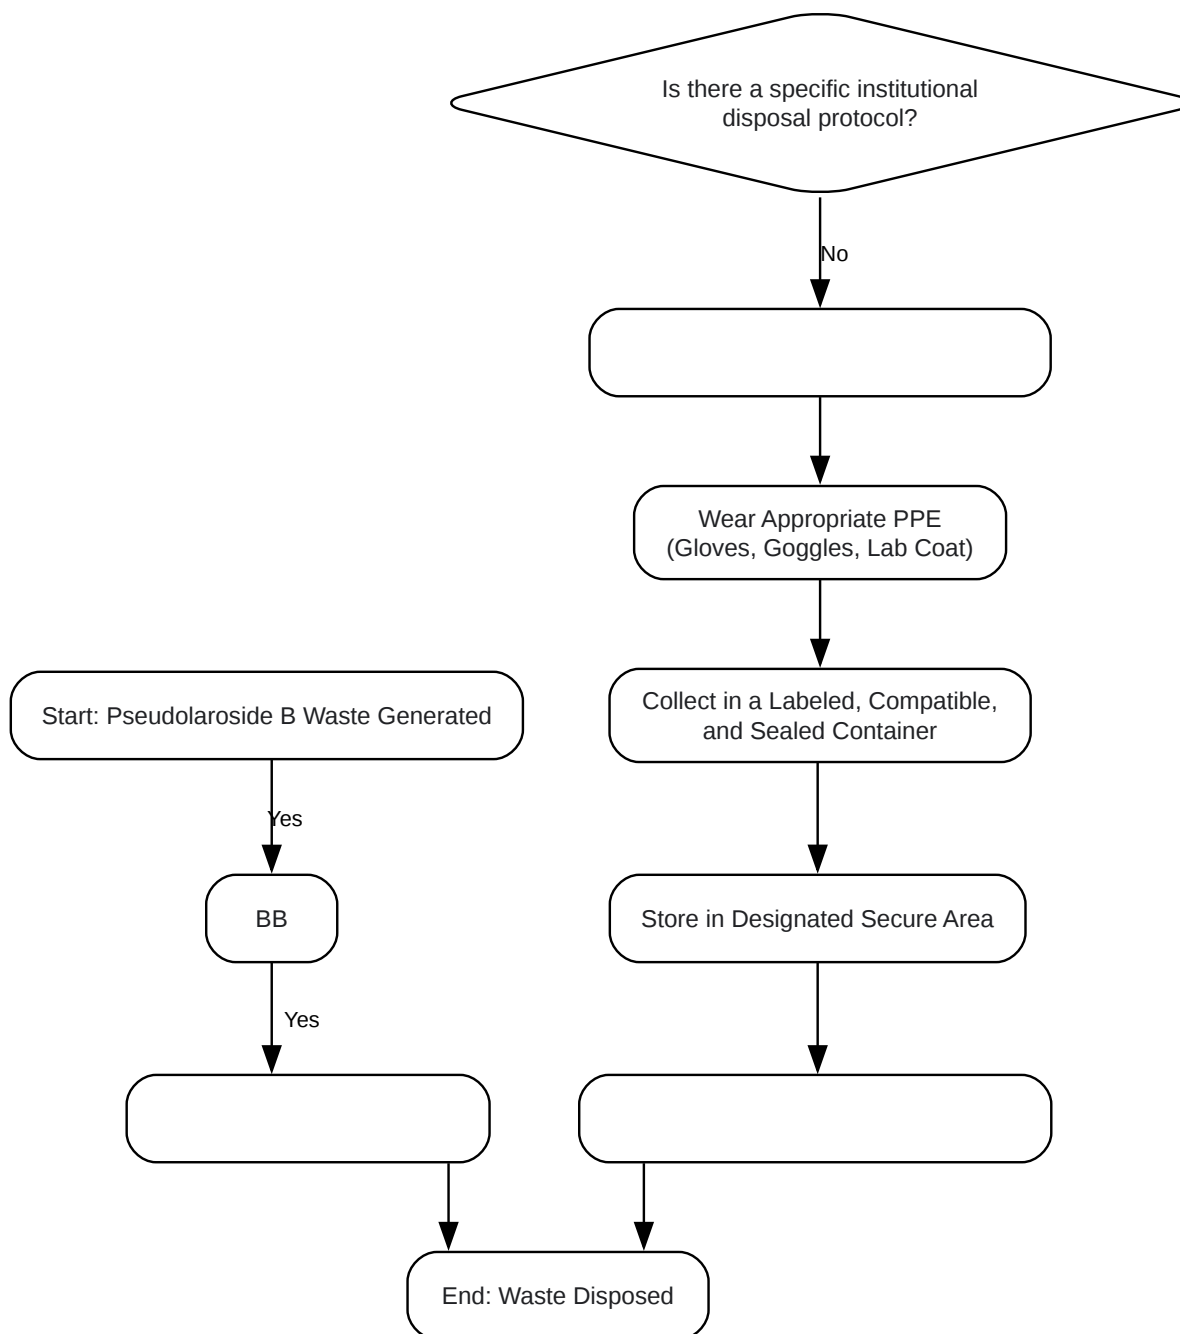 Is there a specific institutional
disposal protocol?
No
Wear Appropriate PPE
(Gloves, Goggles, Lab Coat)
Start: Pseudolaroside B Waste Generated
Collect in a Labeled, Compatible,
and Sealed Container
Yes
BB
Store in Designated Secure Area
Yes
End: Waste Disposed